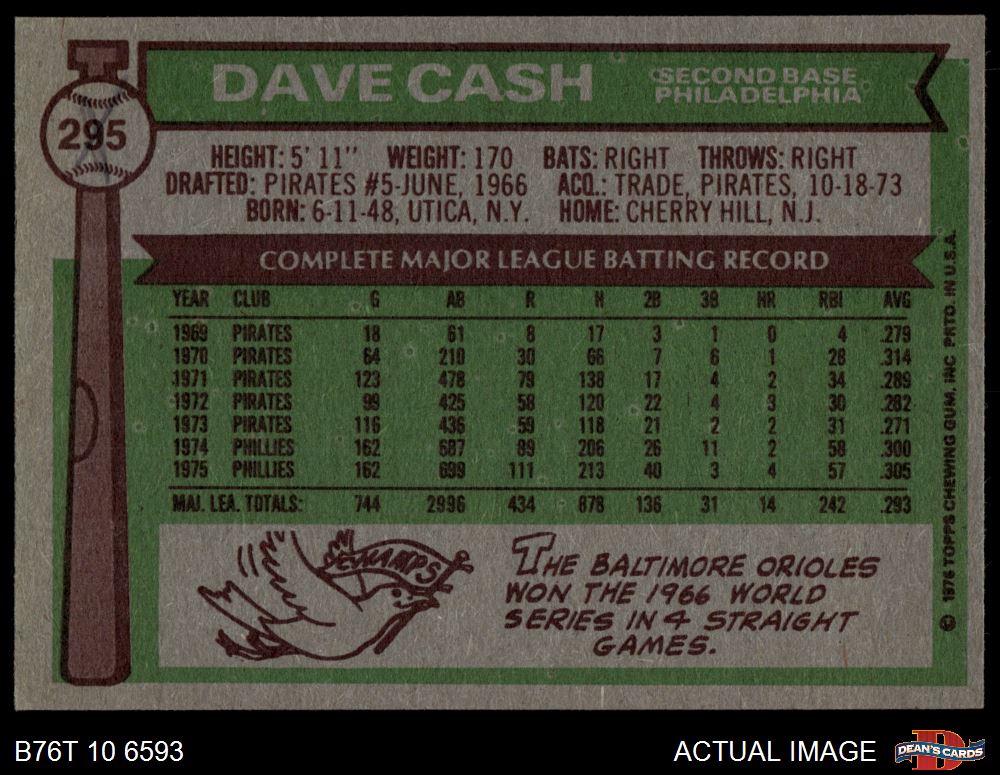 295
DAVE CASH
SECOND BASE
PHILADELPHIA
HEIGHT: 5' 11" WEIGHT: 170 BATS: RIGHT THROWS: RIGHT
DRAFTED: PIRATES #5-JUNE, 1966 ACQ.: TRADE, PIRATES, 10-18-73
BORN: 6-11-48, UTICA, N.Y. HOME: CHERRY HILL, N.J.
COMPLETE MAJOR LEAGUE BATTING RECORD
YEAR CLUB G AB R H 2B 3B HR RBI AVG
1969 PIRATES 18 61 8 17 3 1 0 4 .279
1970 PIRATES 64 210 30 66 7 6 1 28 .314
1971 PIRATES 123 478 79 138 17 4 2 34 .289
1972 PIRATES 99 425 58 120 22 4 3 30 .282
1973 PIRATES 116 436 59 118 21 2 2 31 .271
1974 PHILLIES 162 687 89 206 26 11 2 58 .300
1975 PHILLIES 162 699 111 213 40 3 4 57 .305
MAJ. LEA. TOTALS: 744 2996 434 878 136 31 14 242 .293
CHAMPS
THE BALTIMORE ORIOLES
WON THE 1966 WORLD
SERIES IN 4 STRAIGHT
GAMES.
© 1976 TOPPS CHEWING GUM, INC PRTD. IN U.S.A.
B76T 10 6593
ACTUAL IMAGE
DEAN'S CARDS